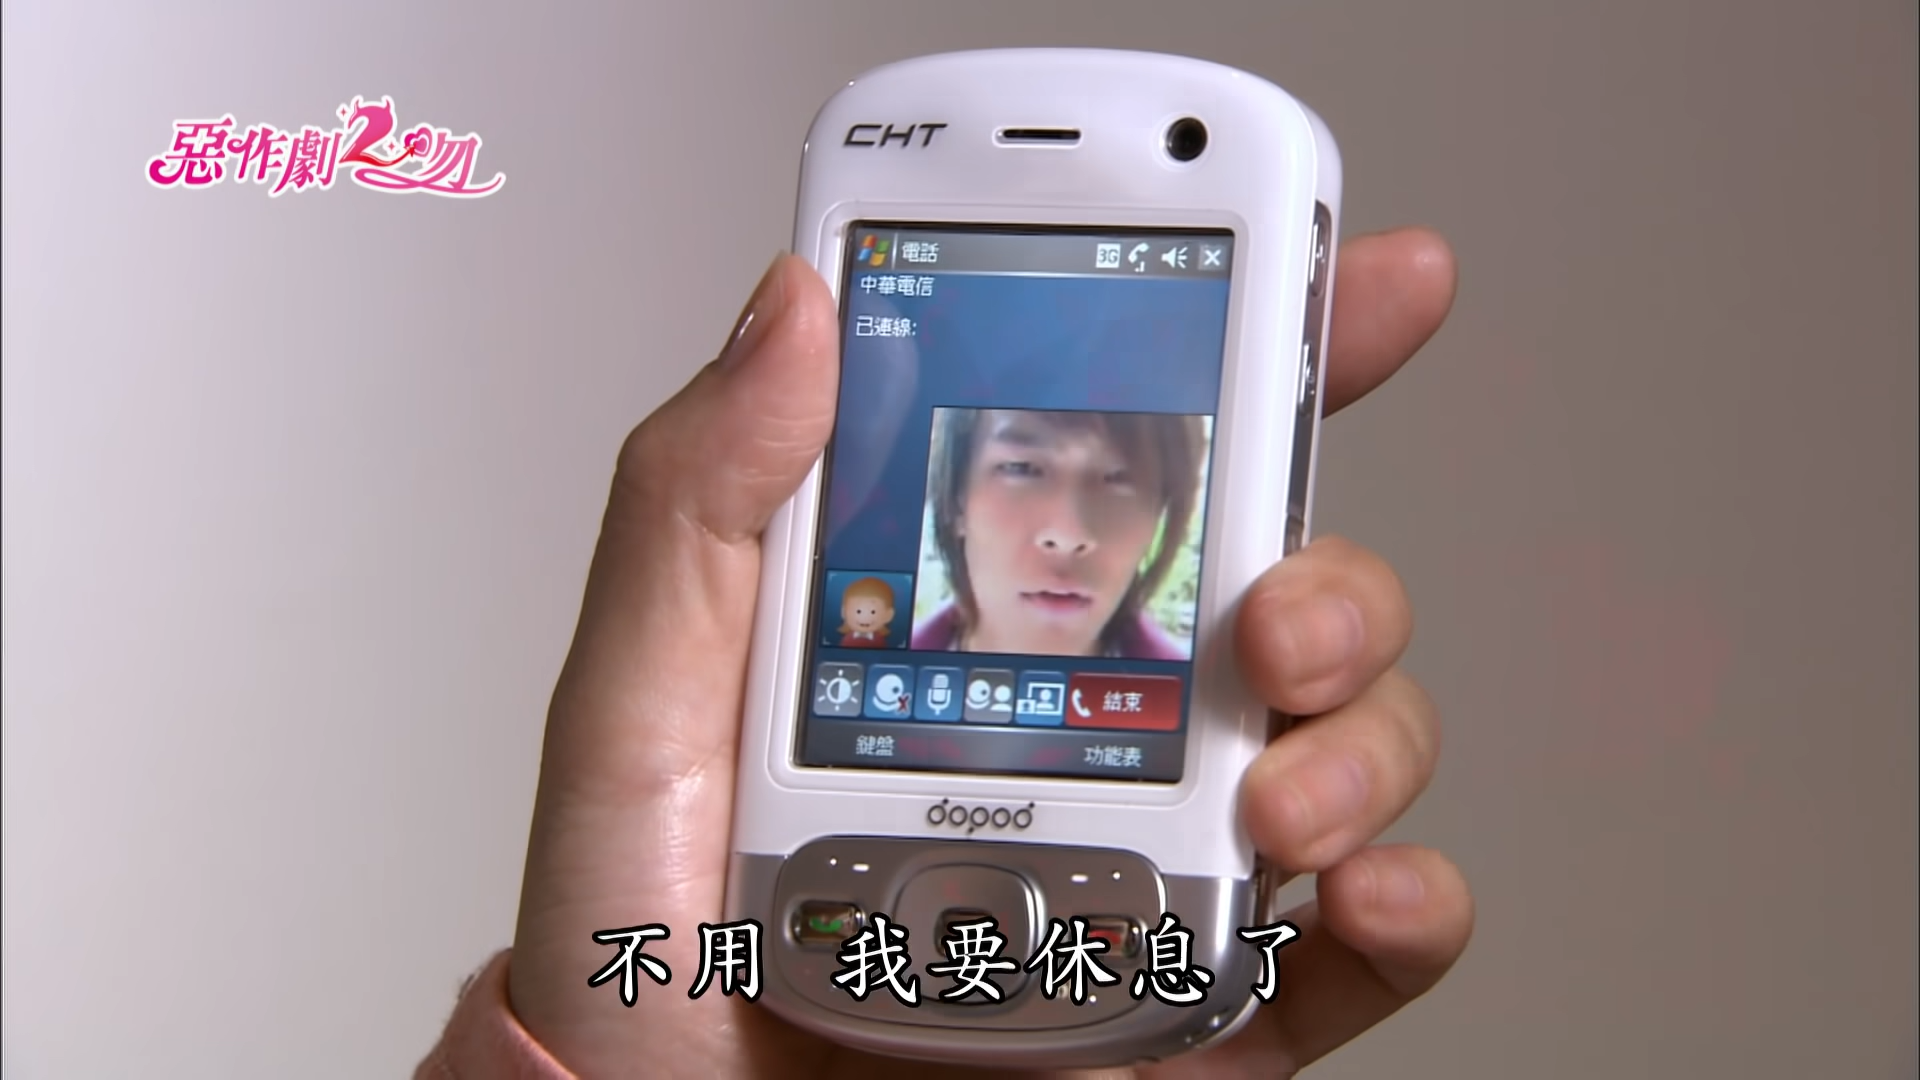 惡作劇2吻
CHT
電話 3G
中華電信
已連線:
結束
鍵盤 功能表
dopod
不用 我要休息了